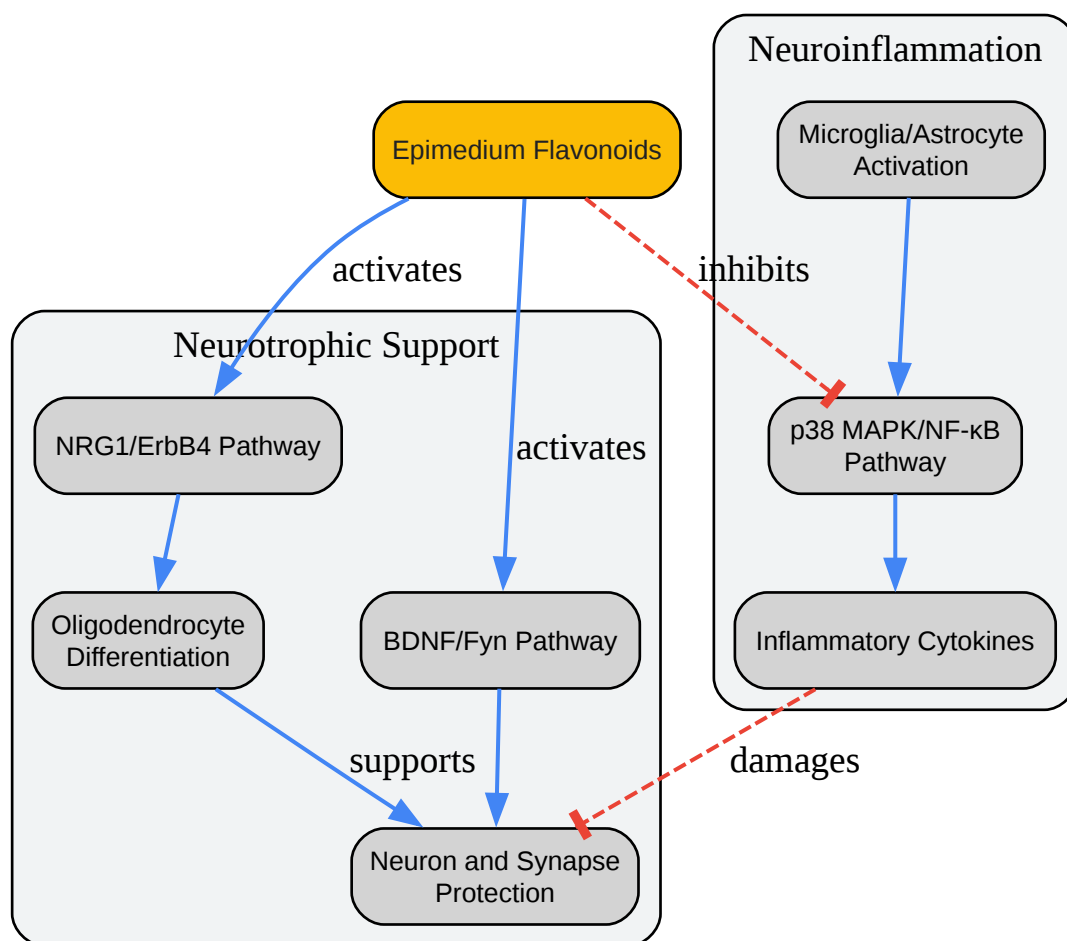 Neuroinflammation
Epimedium Flavonoids
Microglia/Astrocyte
Activation
activates
inhibits
Neurotrophic Support
NRG1/ErbB4 Pathway
activates
p38 MAPK/NF-κB
Pathway
Oligodendrocyte
Differentiation
BDNF/Fyn Pathway
Inflammatory Cytokines
supports
damages
Neuron and Synapse
Protection